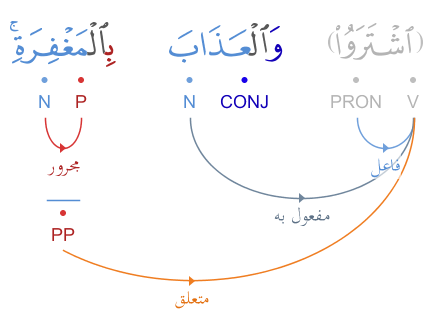 (ٱشْتَرَوُا۟) وَٱلْعَذَابَ بِٱلْمَغْفِرَةِ ۚ
V PRON CONJ N P N
فاعل مجرور
مفعول به
PP
متعلق